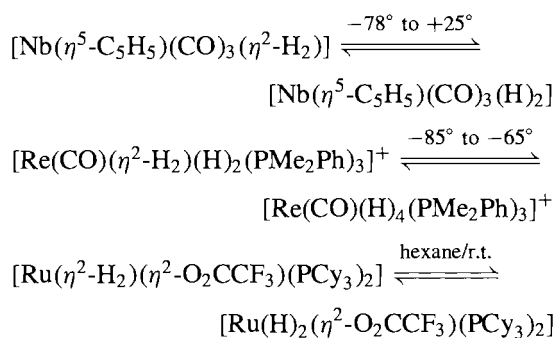 [Nb(η⁵-C₅H₅)(CO)₃(η²-H₂)] ⇌ −78° to +25°
[Nb(η⁵-C₅H₅)(CO)₃(H)₂]
[Re(CO)(η²-H₂)(H)₂(PMe₂Ph)₃]⁺ ⇌ −85° to −65°
[Re(CO)(H)₄(PMe₂Ph)₃]⁺
[Ru(η²-H₂)(η²-O₂CCF₃)(PCy₃)₂] ⇌ hexane/r.t.
[Ru(H)₂(η²-O₂CCF₃)(PCy₃)₂]